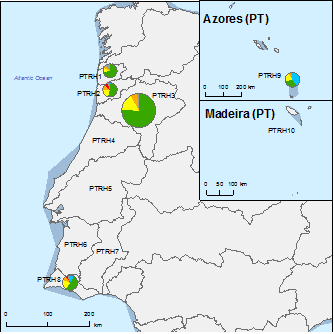 Azores (PT)
PTRH9
0 100 200 km
Madeira (PT)
PTRH10
0 50 100 km
Atlantic Ocean
PTRH1
PTRH2
PTRH3
PTRH4
PTRH5
PTRH6
PTRH7
PTRH8
0 100 200
km